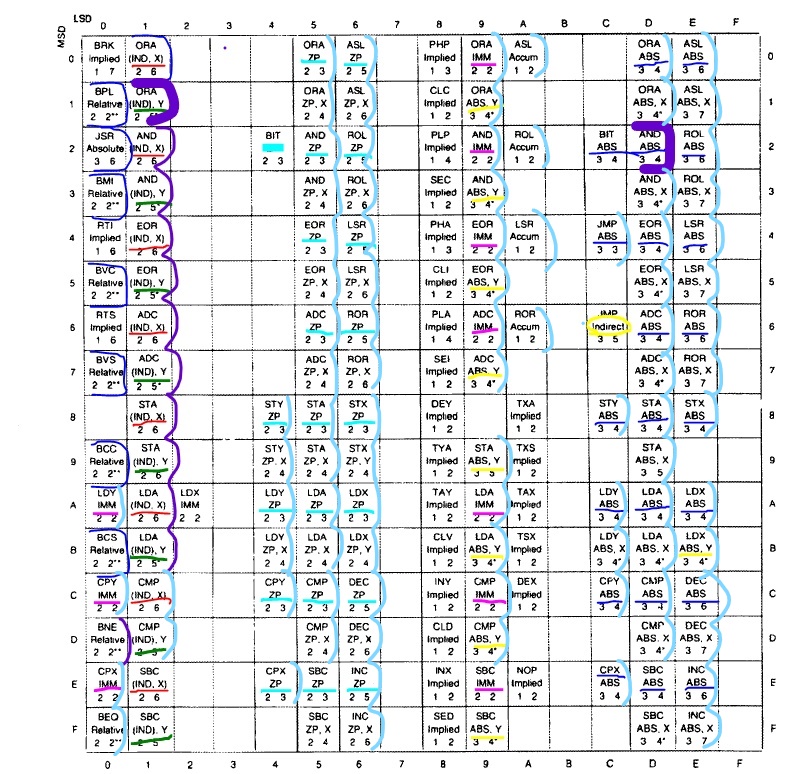 LSD
MSD
0 1 2 3 4 5 6 7 8 9 A B C D E F
BRK ORA ORA ASL PHP ORA ASL ORA ASL
0 Implied (IND, X) ZP ZP Implied IMM Accum ABS ABS 0
1 7 2 6 2 3 2 5 1 3 2 2 1 2 3 4 3 6
BPL ORA ORA ASL CLC ORA ORA ASL
1 Relative (IND), Y ZP, X ZP, X Implied ABS, Y ABS, X ABS, X 1
2 2** 2 2 4 2 6 1 2 3 4* 3 4* 3 7
JSR AND BIT AND ROL PLP AND ROL BIT AND ROL
2 Absolute (IND, X) ZP ZP Implied IMM Accum ABS ABS ABS 2
3 6 2 6 2 3 2 3 2 5 1 4 2 2 1 2 3 4 3 4 3 6
BMI AND AND ROL SEC AND AND ROL
3 Relative (IND), Y ZP, X ZP, X Implied ABS, Y ABS, X ABS, X 3
2 2** 2 5* 2 4 2 6 1 2 3 4* 3 4* 3 7
RTI EOR EOR LSR PHA EOR LSR JMP EOR LSR
4 Implied (IND, X) ZP ZP Implied IMM Accum ABS ABS ABS 4
1 6 2 6 2 3 2 5 1 3 2 2 1 2 3 3 3 4 3 6
BVC EOR EOR LSR CLI EOR EOR LSR
5 Relative (IND), Y ZP, X ZP, X Implied ABS, Y ABS, X ABS, X 5
2 2** 2 5* 2 4 2 6 1 2 3 4* 3 4* 3 7
RTS ADC ADC ROR PLA ADC ROR JMP ADC ROR
6 Implied (IND, X) ZP ZP Implied IMM Accum Indirect ABS ABS 6
1 6 2 6 2 3 2 5 1 4 2 2 1 2 3 5 3 4 3 6
BVS ADC ADC ROR SEI ADC ADC ROR
7 Relative (IND), Y ZP, X ZP, X Implied ABS, Y ABS, X ABS, X 7
2 2** 2 5* 2 4 2 6 1 2 3 4* 3 4* 3 7
STA STY STA STX DEY TXA STY STA STX
8 (IND, X) ZP ZP ZP Implied Implied ABS ABS ABS 8
2 6 2 3 2 3 2 3 1 2 1 2 3 4 3 4 3 4
BCC STA STY STA STX TYA STA TXS STA
9 Relative (IND), Y ZP, X ZP, X ZP, Y Implied ABS, Y Implied ABS, X 9
2 2** 2 6 2 4 2 4 2 4 1 2 3 5 1 2 3 5
LDY LDA LDX LDY LDA LDX TAY LDA TAX LDY LDA LDX
A IMM (IND, X) IMM ZP ZP ZP Implied IMM Implied ABS ABS ABS A
2 2 2 6 2 2 2 3 2 3 2 3 1 2 2 2 1 2 3 4 3 4 3 4
BCS LDA LDY LDA LDX CLV LDA TSX LDY LDA LDX
B Relative (IND), Y ZP, X ZP, X ZP, Y Implied ABS, Y Implied ABS, X ABS, X ABS, Y B
2 2** 2 5* 2 4 2 4 2 4 1 2 3 4* 1 2 3 4* 3 4* 3 4*
CPY CMP CPY CMP DEC INY CMP DEX CPY CMP DEC
C IMM (IND, X) ZP ZP ZP Implied IMM Implied ABS ABS ABS C
2 2 2 6 2 3 2 3 2 5 1 2 2 2 1 2 3 4 3 4 3 6
BNE CMP CMP DEC CLD CMP CMP DEC
D Relative (IND), Y ZP, X ZP, X Implied ABS, Y ABS, X ABS, X D
2 2** 2 5* 2 4 2 6 1 2 3 4* 3 4* 3 7
CPX SBC CPX SBC INC INX SBC NOP CPX SBC INC
E IMM (IND, X) ZP ZP ZP Implied IMM Implied ABS ABS ABS E
2 2 2 6 2 3 2 3 2 5 1 2 2 2 1 2 3 4 3 4 3 6
BEQ SBC SBC INC SED SBC SBC INC
F Relative (IND), Y ZP, X ZP, X Implied ABS, Y ABS, X ABS, X F
2 2** 2 5* 2 4 2 6 1 2 3 4* 3 4* 3 7
0 1 2 3 4 5 6 7 8 9 A B C D E F